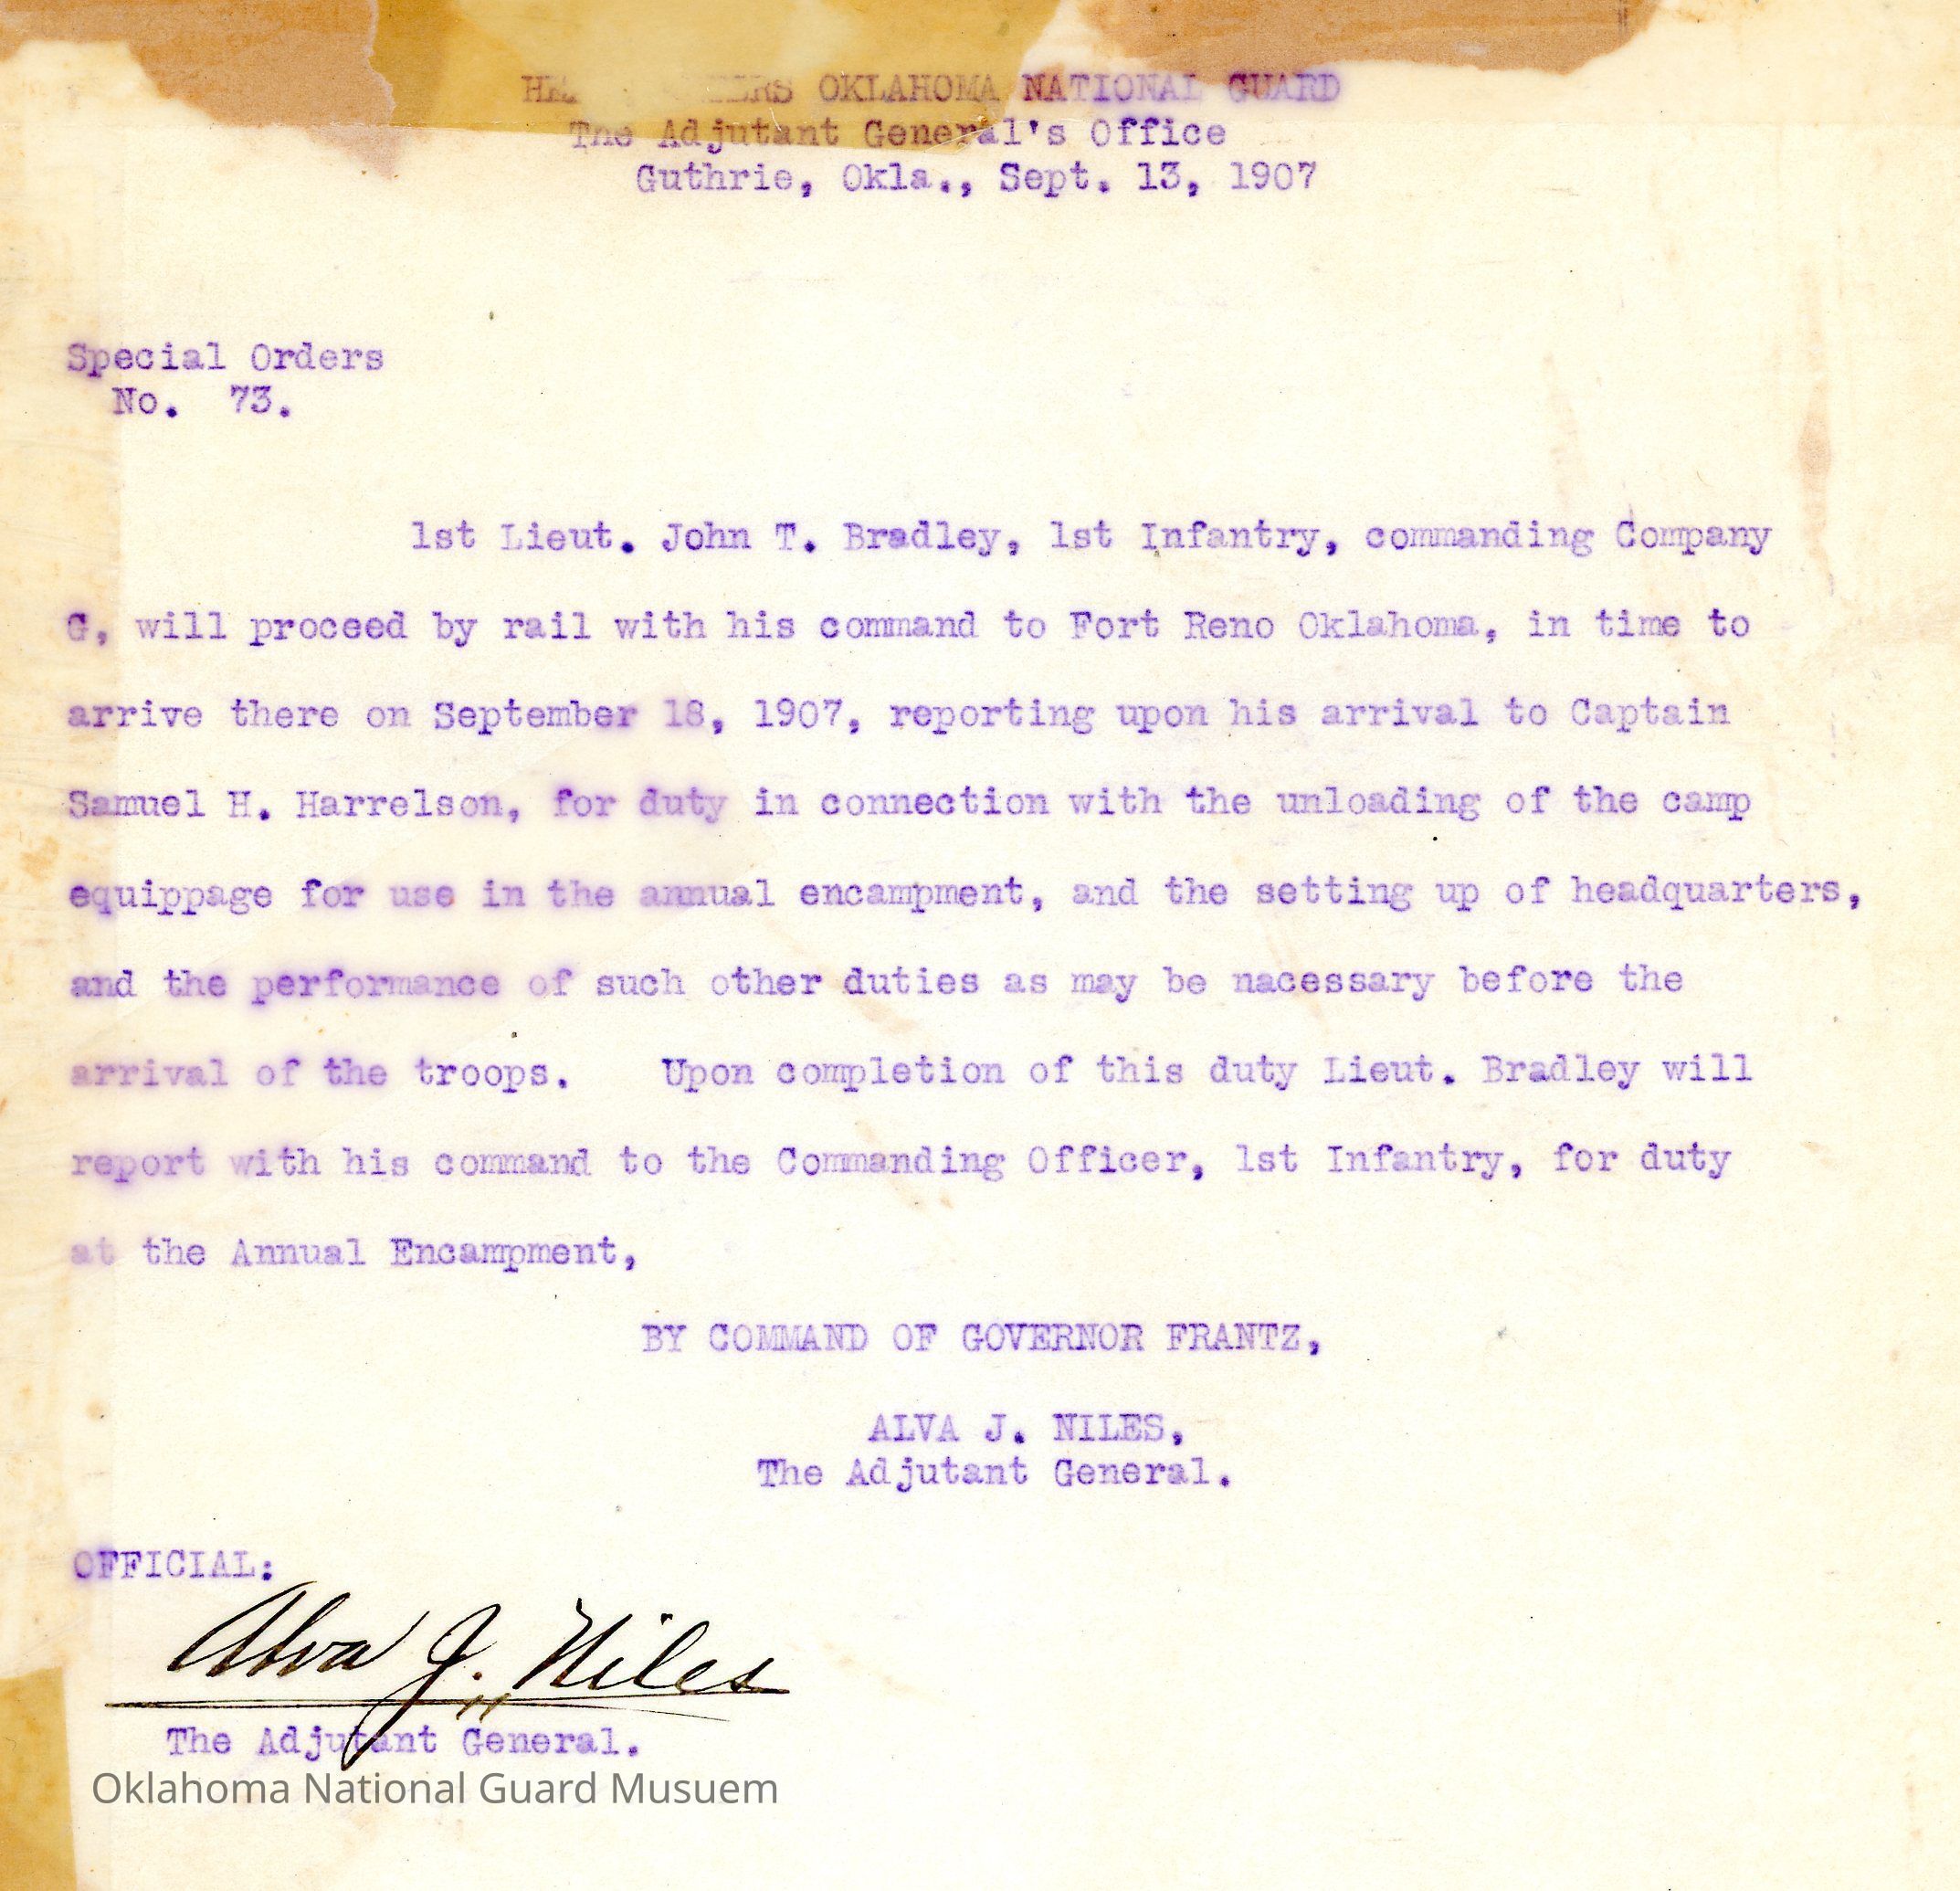 OKLAHOMA NATIONAL GUARD
The Adjutant General's Office
Guthrie, Okla., Sept. 13, 1907
Special Orders
No. 73.
1st Lieut. John T. Bradley, 1st Infantry, commanding Company
G, will proceed by rail with his command to Fort Reno Oklahoma, in time to
arrive there on September 18, 1907, reporting upon his arrival to Captain
Samuel H. Harrelson, for duty in connection with the unloading of the camp
equippage for use in the annual encampment, and the setting up of headquarters,
and the performance of such other duties as may be nacessary before the
arrival of the troops. Upon completion of this duty Lieut. Bradley will
report with his command to the Commanding Officer, 1st Infantry, for duty
at the Annual Encampment,
BY COMMAND OF GOVERNOR FRANTZ,
ALVA J. NILES,
The Adjutant General.
OFFICIAL:
Alva J. Niles
The Adjutant General.
Oklahoma National Guard Musuem